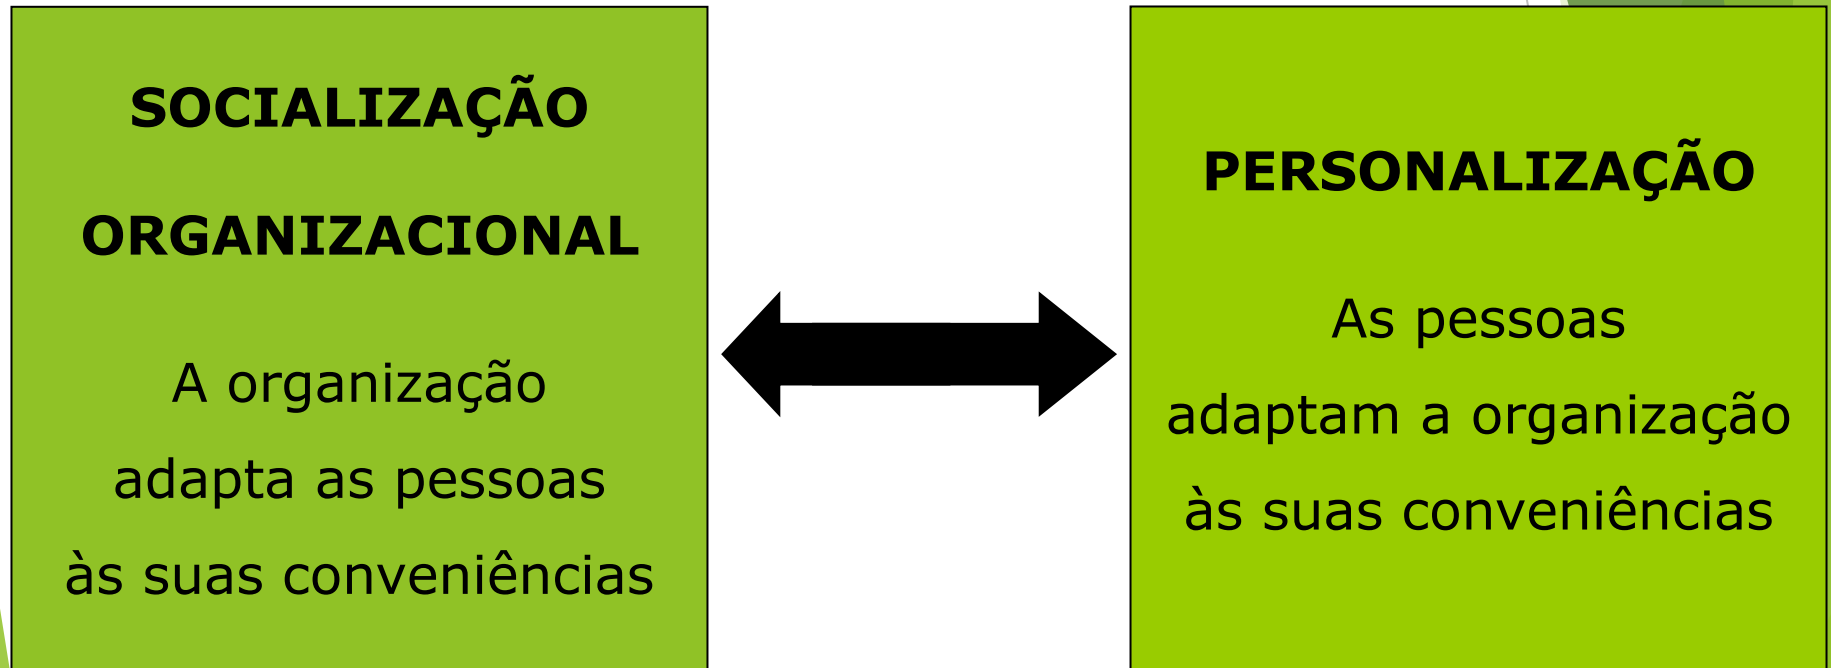 SOCIALIZAÇÃO
ORGANIZACIONAL
A organização
adapta as pessoas
às suas conveniências
PERSONALIZAÇÃO
As pessoas
adaptam a organização
às suas conveniências